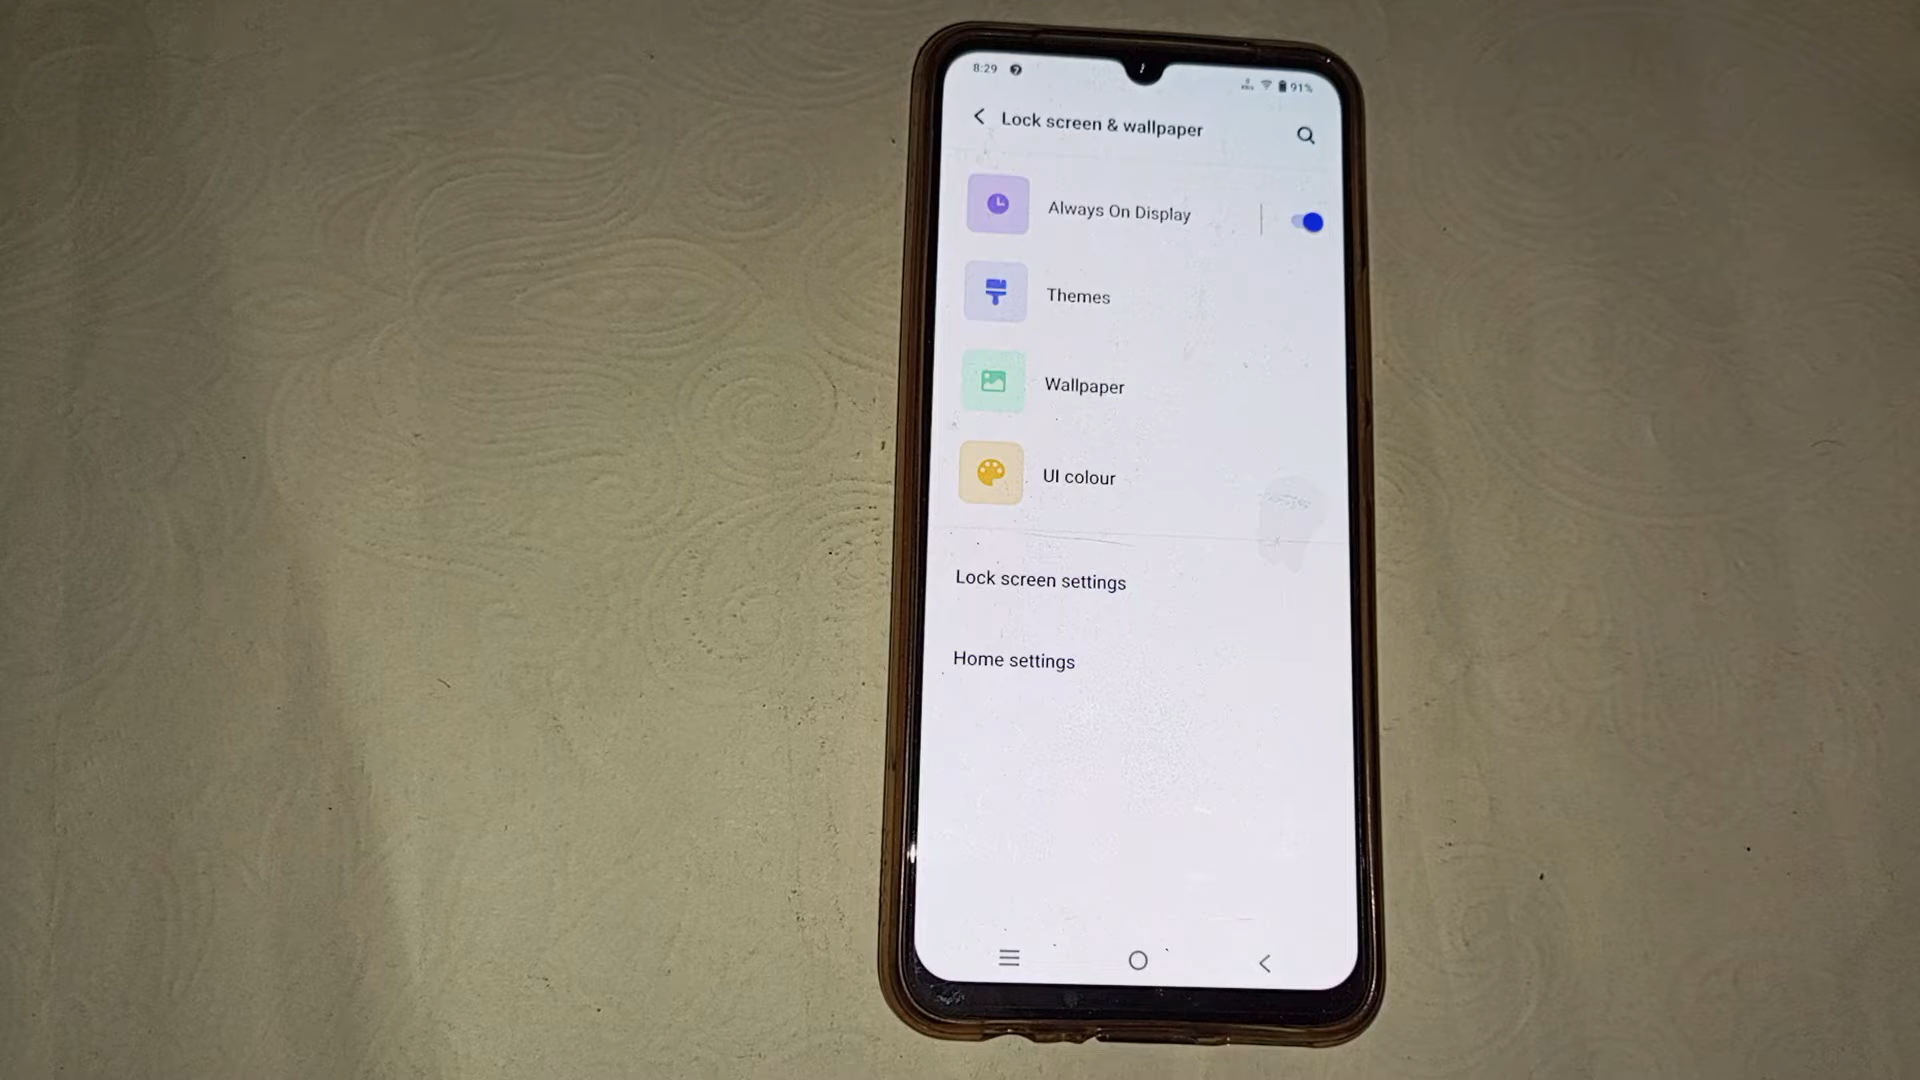 8:29
91%
Lock screen & wallpaper
Always On Display
Themes
Wallpaper
UI colour
Lock screen settings
Home settings